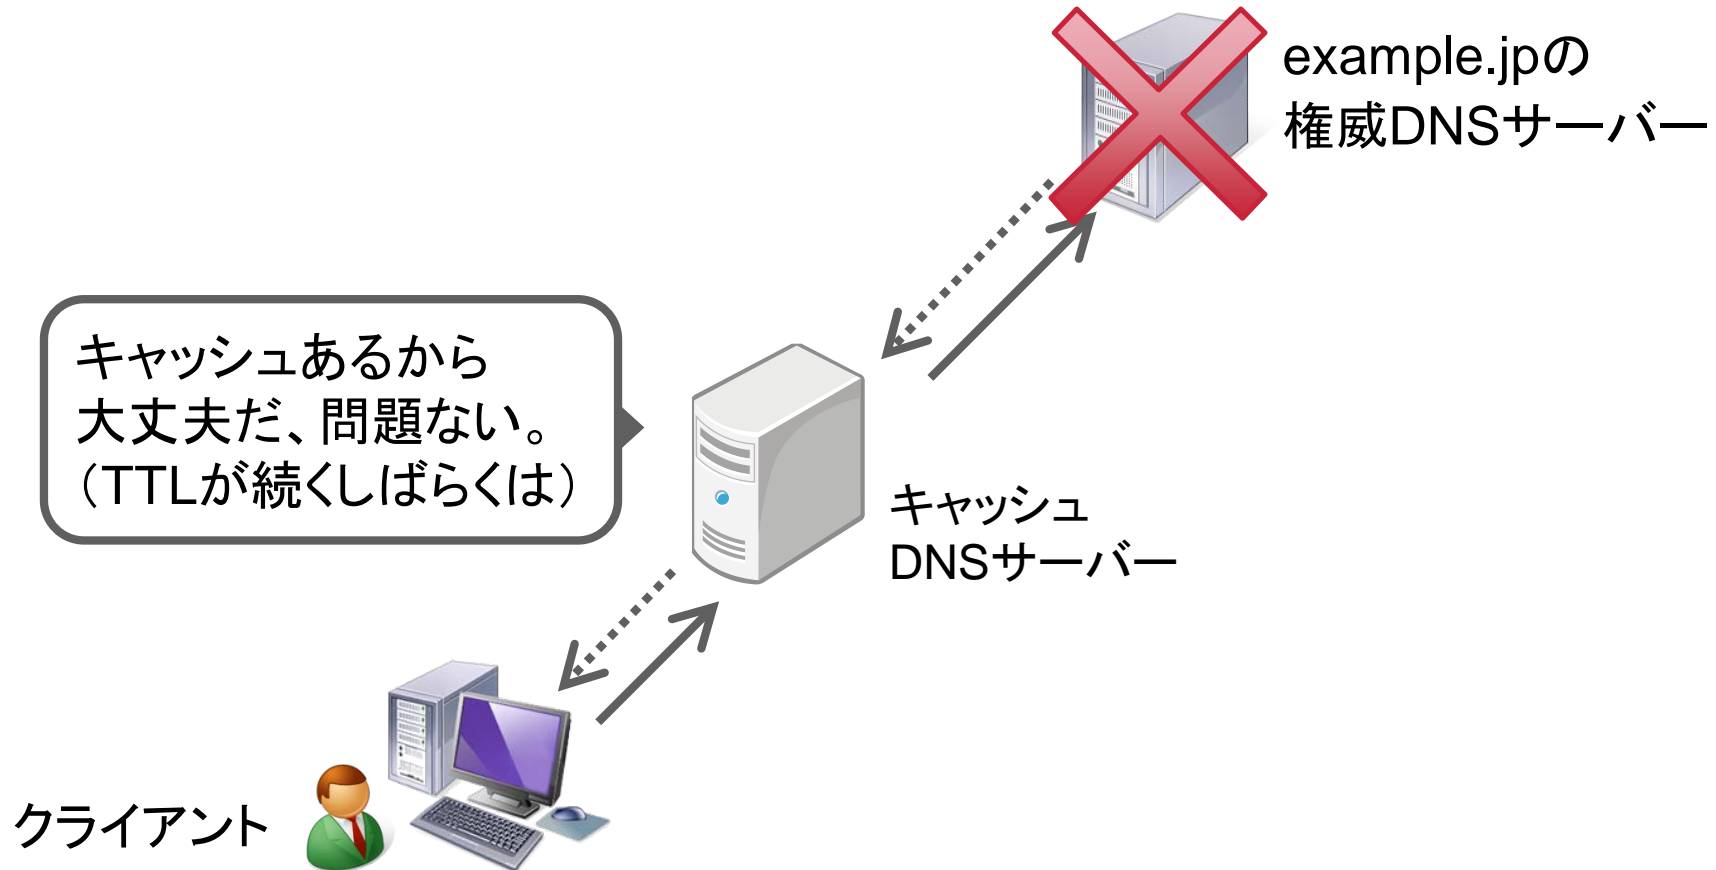 example.jpの
権威DNSサーバー
キャッシュあるから
大丈夫だ、問題ない。
（TTLが続くしばらくは）
キャッシュ
DNSサーバー
クライアント